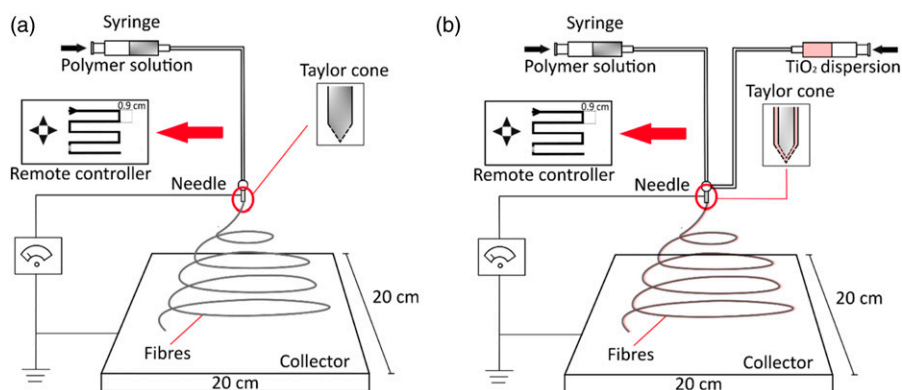 (a)
Syringe
Polymer solution
Taylor cone
0.9 cm
Remote controller
Needle
20 cm
Fibres
Collector
20 cm
(b)
Syringe
Polymer solution
TiO₂ dispersion
Taylor cone
0.9 cm
Remote controller
Needle
20 cm
Fibres
Collector
20 cm